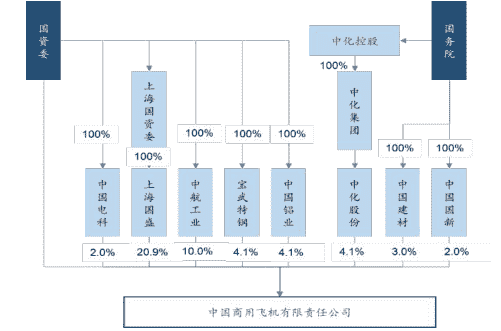 国资委
中化控股
国务院
100%
上海国资委
中化集团
100%
100%
100%
100%
100%
100%
100%
中国电科
上海国盛
中航工业
宝武特钢
中国铝业
中化股份
中国建材
中国国新
2.0%
20.9%
10.0%
4.1%
4.1%
4.1%
3.0%
2.0%
中国商用飞机有限责任公司